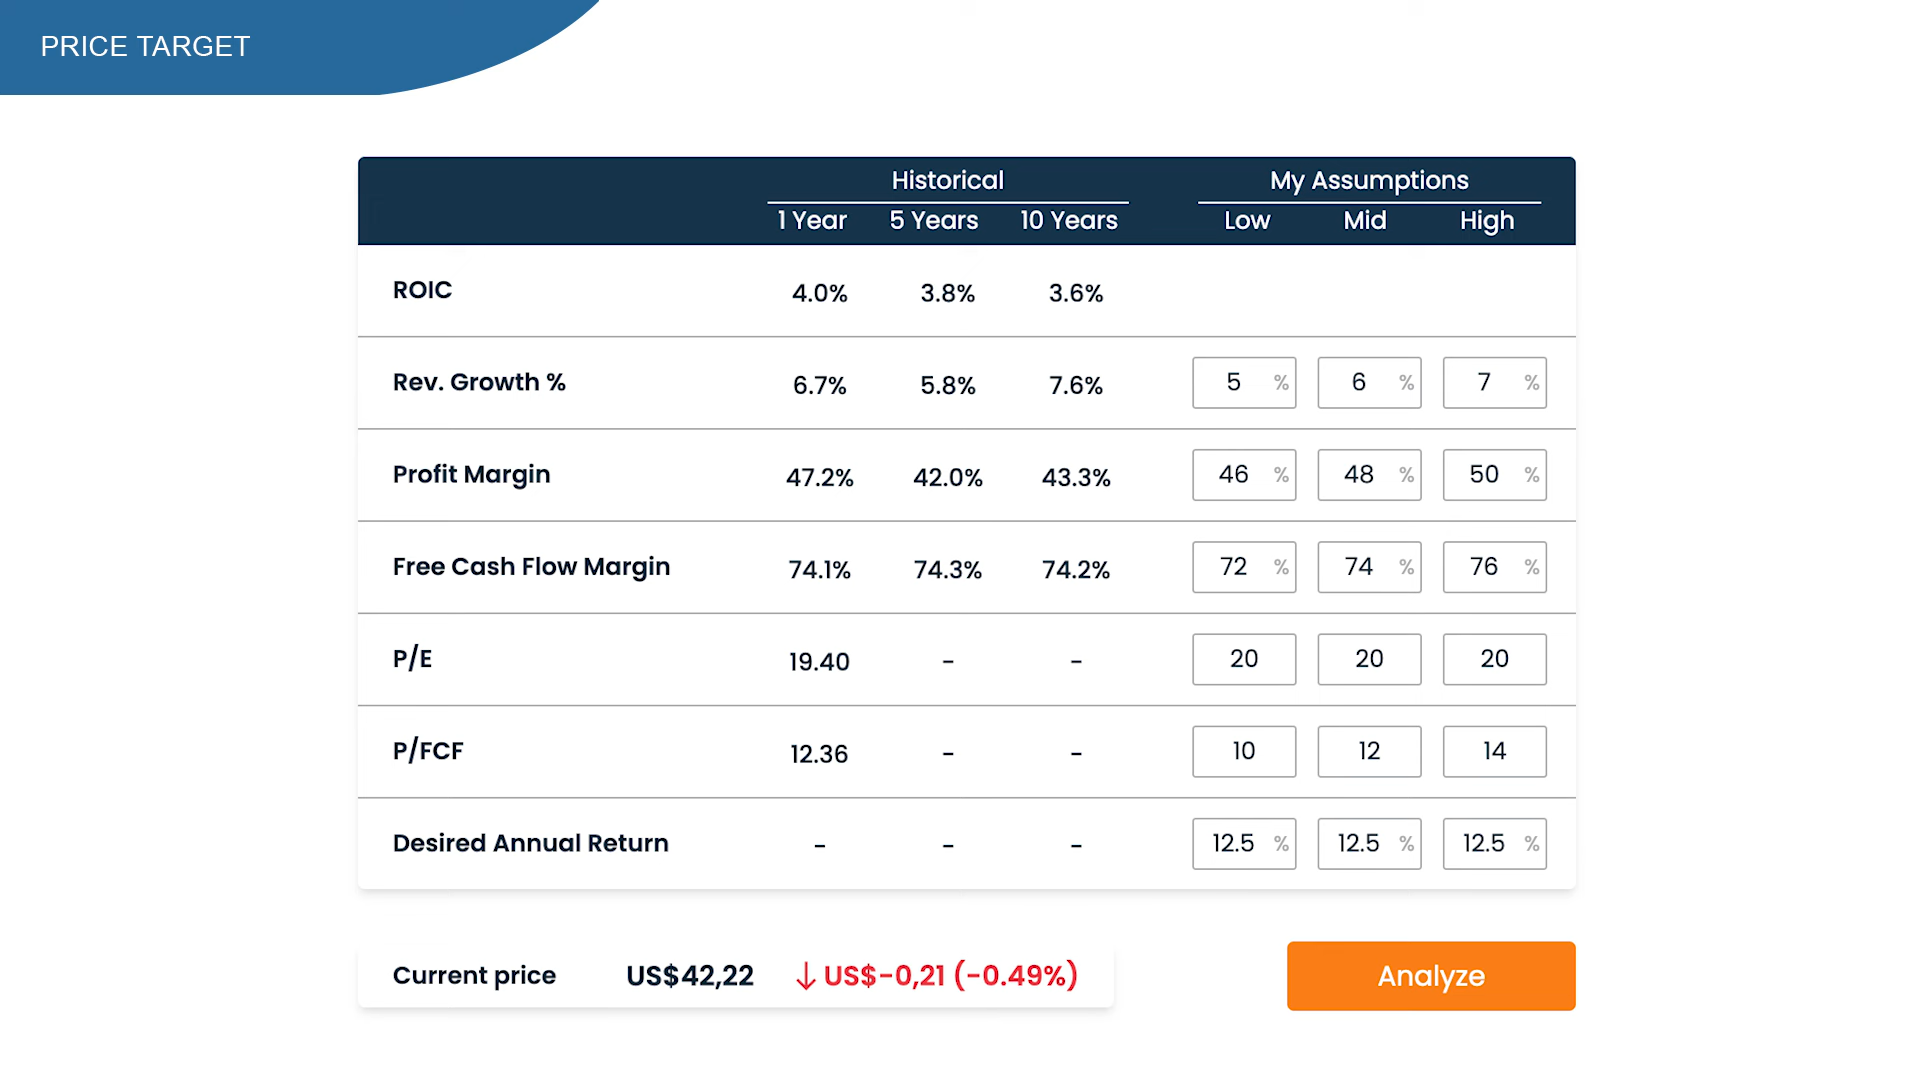 PRICE TARGET
Historical My Assumptions
1 Year 5 Years 10 Years Low Mid High
ROIC 4.0% 3.8% 3.6%
Rev. Growth % 6.7% 5.8% 7.6% 5 % 6 % 7 %
Profit Margin 47.2% 42.0% 43.3% 46 % 48 % 50 %
Free Cash Flow Margin 74.1% 74.3% 74.2% 72 % 74 % 76 %
P/E 19.40 - - 20 20 20
P/FCF 12.36 - - 10 12 14
Desired Annual Return - - - 12.5 % 12.5 % 12.5 %
Current price US$42,22 ↓ US$-0,21 (-0.49%) Analyze